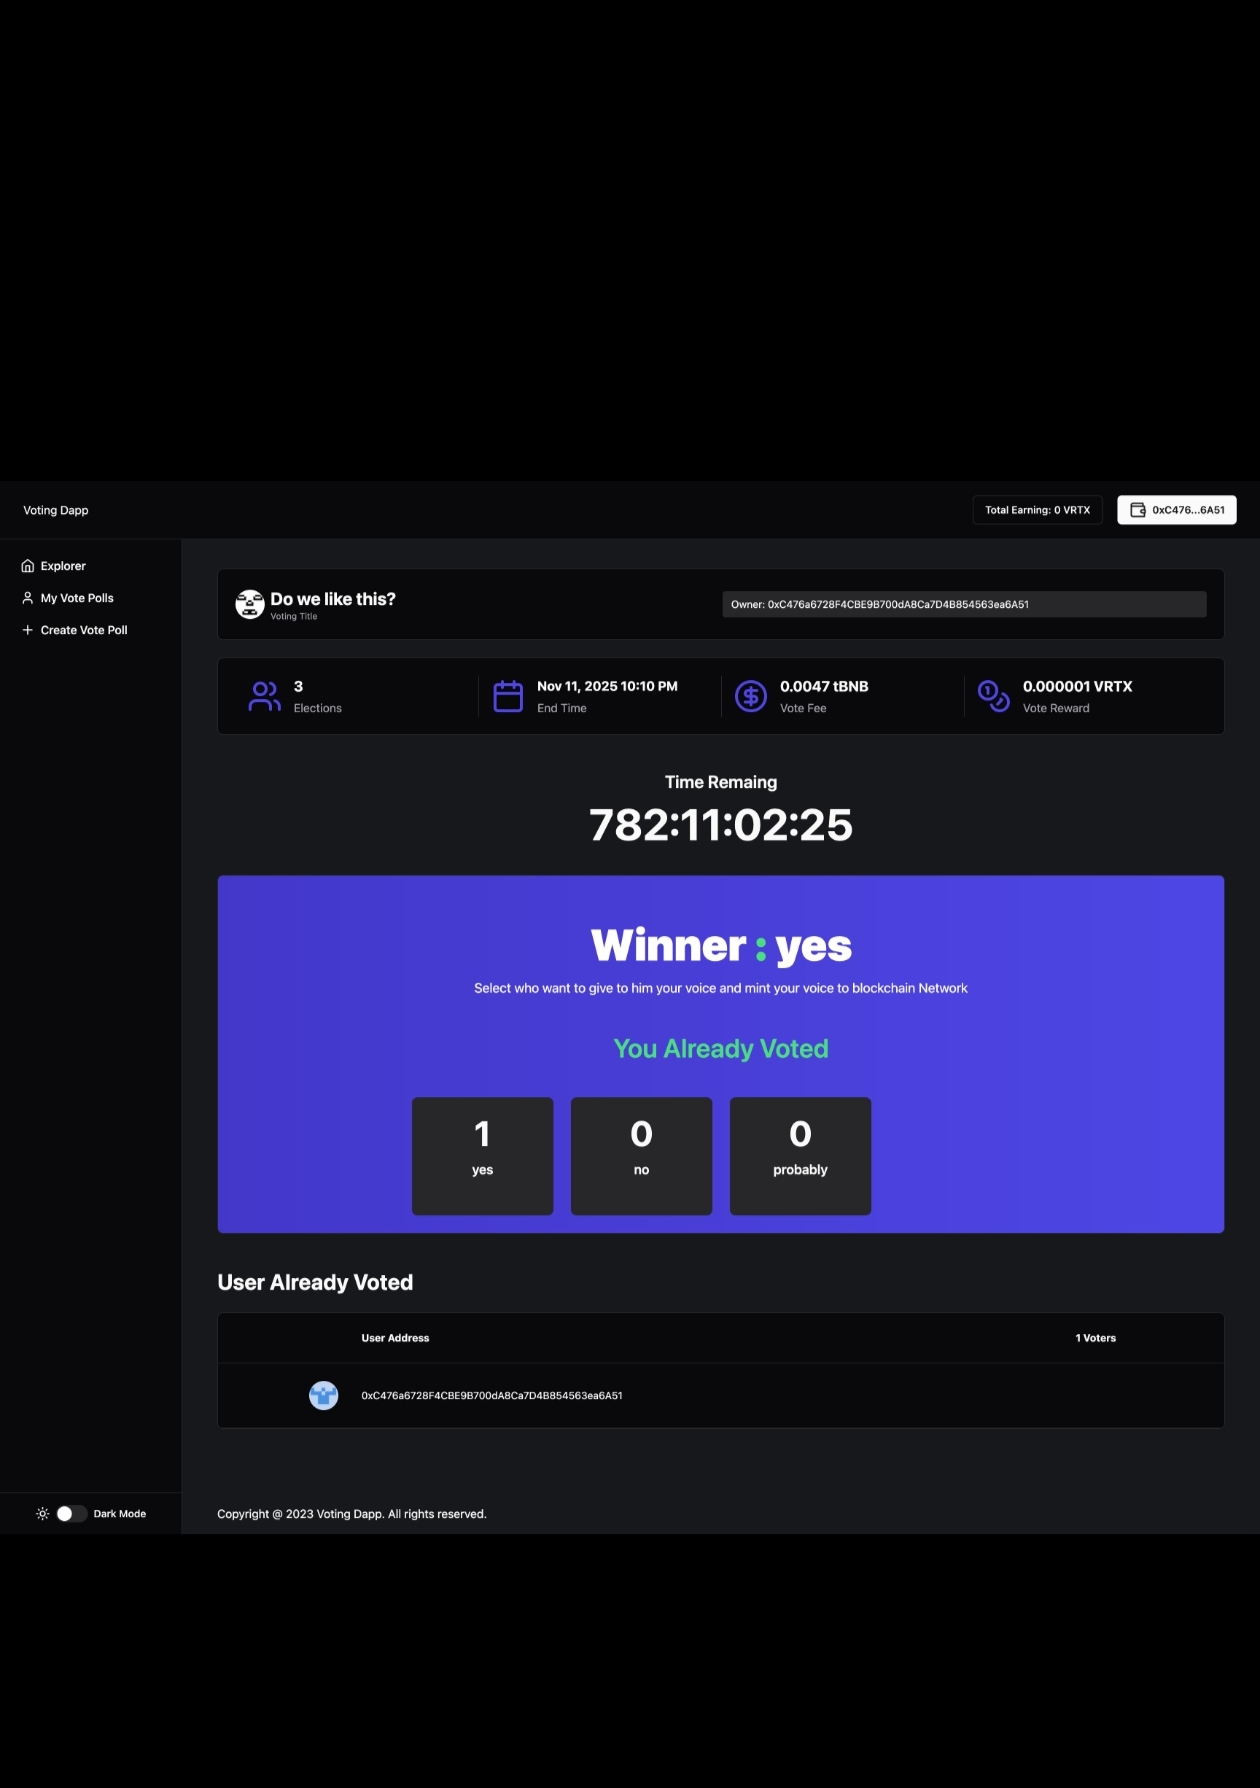 Voting Dapp
Total Earning: 0 VRTX
0xC476...6A51
Explorer
My Vote Polls
Create Vote Poll
Do we like this?
Voting Title
Owner: 0xC476a6728F4CBE9B700dA8Ca7D4B854563ea6A51
3
Elections
Nov 11, 2025 10:10 PM
End Time
0.0047 tBNB
Vote Fee
0.000001 VRTX
Vote Reward
Time Remaing
782:11:02:25
Winner : yes
Select who want to give to him your voice and mint your voice to blockchain Network
You Already Voted
1
yes
0
no
0
probably
User Already Voted
User Address
1 Voters
0xC476a6728F4CBE9B700dA8Ca7D4B854563ea6A51
Dark Mode
Copyright @ 2023 Voting Dapp. All rights reserved.